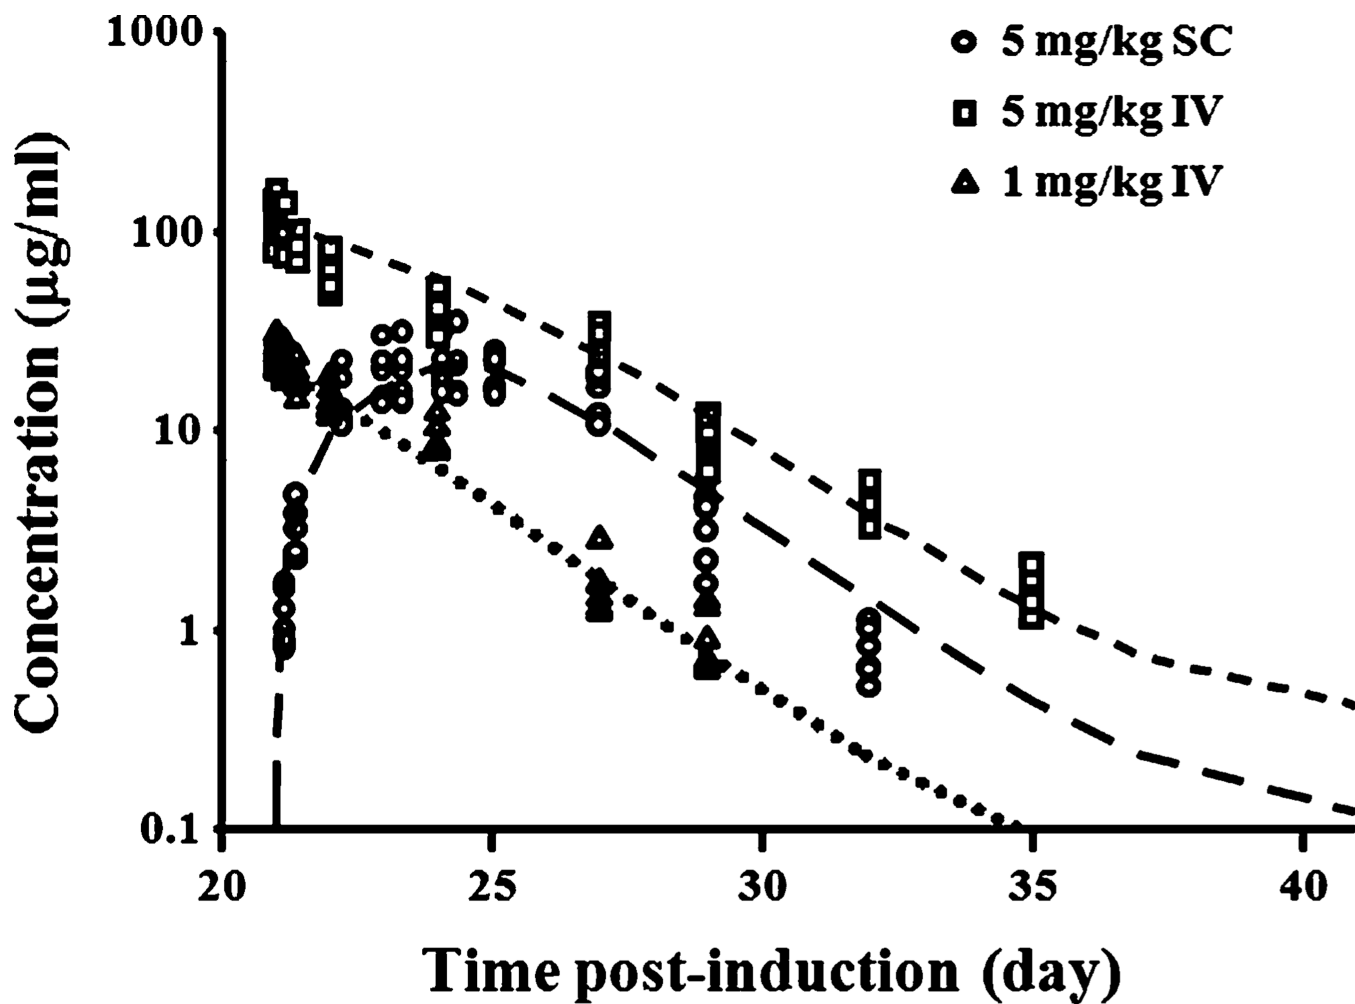 1000
100
10
1
0.1
Concentration (µg/ml)
5 mg/kg SC
5 mg/kg IV
1 mg/kg IV
20 25 30 35 40
Time post-induction (day)